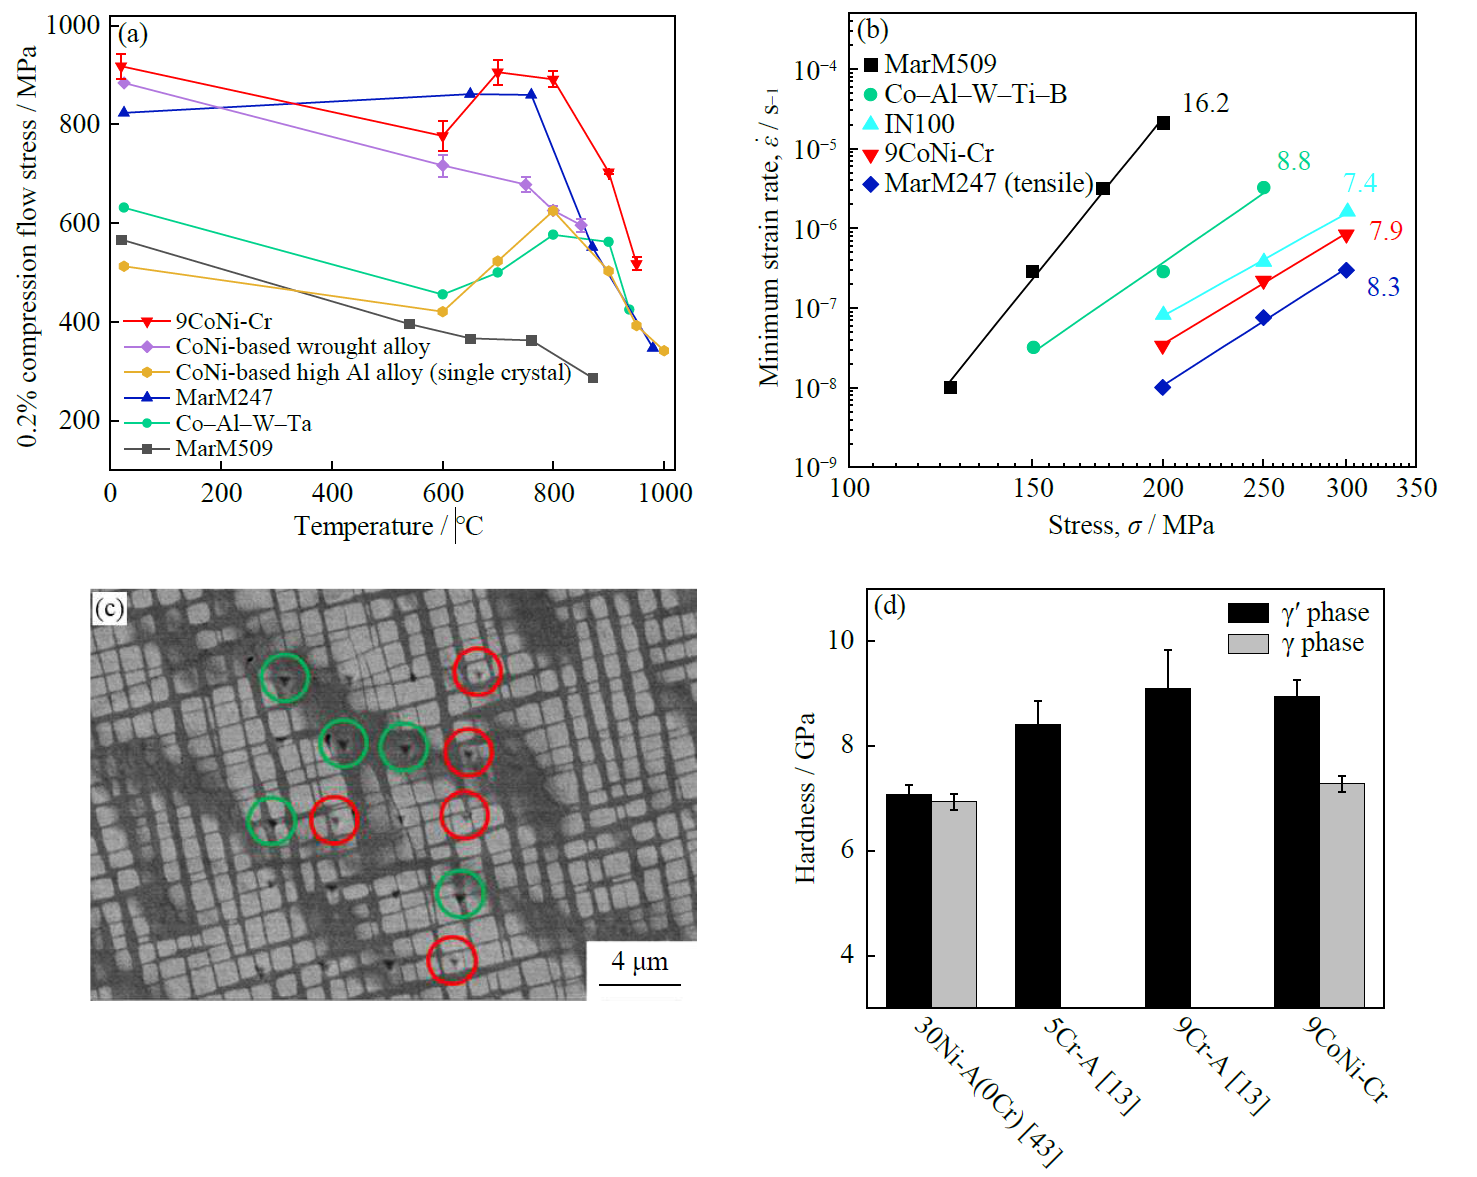 (a)
1000
800
600
400
200
0.2% compression flow stress / MPa
9CoNi-Cr
CoNi-based wrought alloy
CoNi-based high Al alloy (single crystal)
MarM247
Co–Al–W–Ta
MarM509
0 200 400 600 800 1000
Temperature / °C
(b)
MarM509
Co–Al–W–Ti–B
IN100
9CoNi-Cr
MarM247 (tensile)
16.2
8.8
7.4
7.9
8.3
10⁻⁴
10⁻⁵
10⁻⁶
10⁻⁷
10⁻⁸
10⁻⁹
Minimum strain rate, ε̇ / s⁻¹
100 150 200 250 300 350
Stress, σ / MPa
(c)
4 μm
(d)
γ′ phase
γ phase
10
8
6
4
Hardness / GPa
30Ni-A(0Cr) [43]
5Cr-A [13]
9Cr-A [13]
9CoNi-Cr